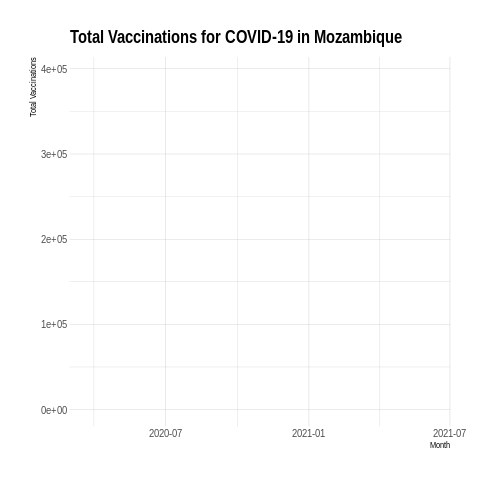 Total Vaccinations for COVID-19 in Mozambique
Total Vaccinations
4e+05
3e+05
2e+05
1e+05
0e+00
2020-07
2021-01
2021-07
Month